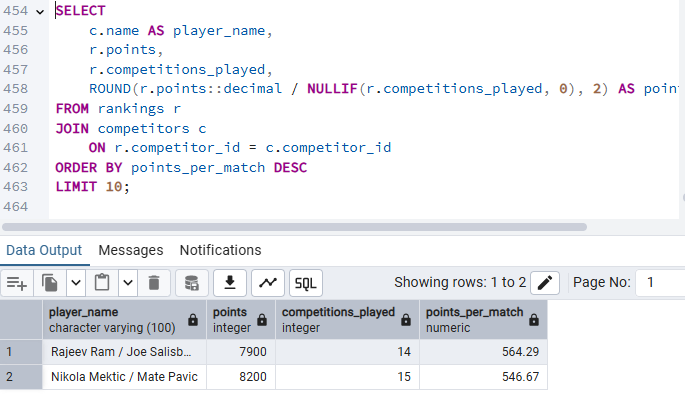 454 SELECT
455 c.name AS player_name,
456 r.points,
457 r.competitions_played,
458 ROUND(r.points::decimal / NULLIF(r.competitions_played, 0), 2) AS poin
459 FROM rankings r
460 JOIN competitors c
461 ON r.competitor_id = c.competitor_id
462 ORDER BY points_per_match DESC
463 LIMIT 10;
464
Data Output Messages Notifications
SQL Showing rows: 1 to 2 Page No: 1
player_name points competitions_played points_per_match
character varying (100) integer integer numeric
1 Rajeev Ram / Joe Salisb... 7900 14 564.29
2 Nikola Mektic / Mate Pavic 8200 15 546.67